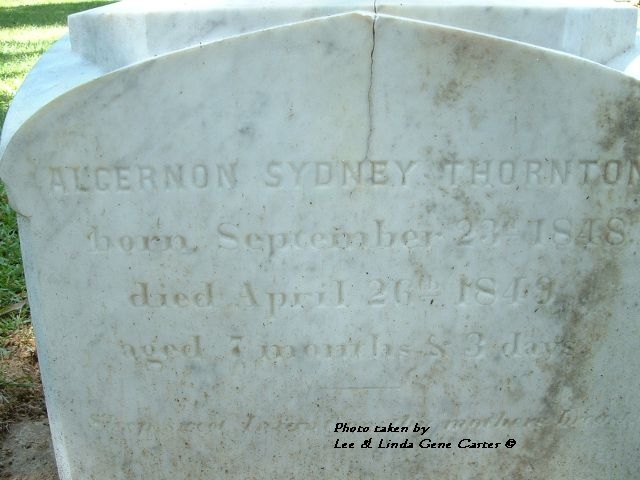 ALGERNON SYDNEY THORNTON
born, September 23d 1848
died April 26th 1849
aged 7 months & 3 days
sweet
Photo taken by
Lee & Linda Gene Carter ©